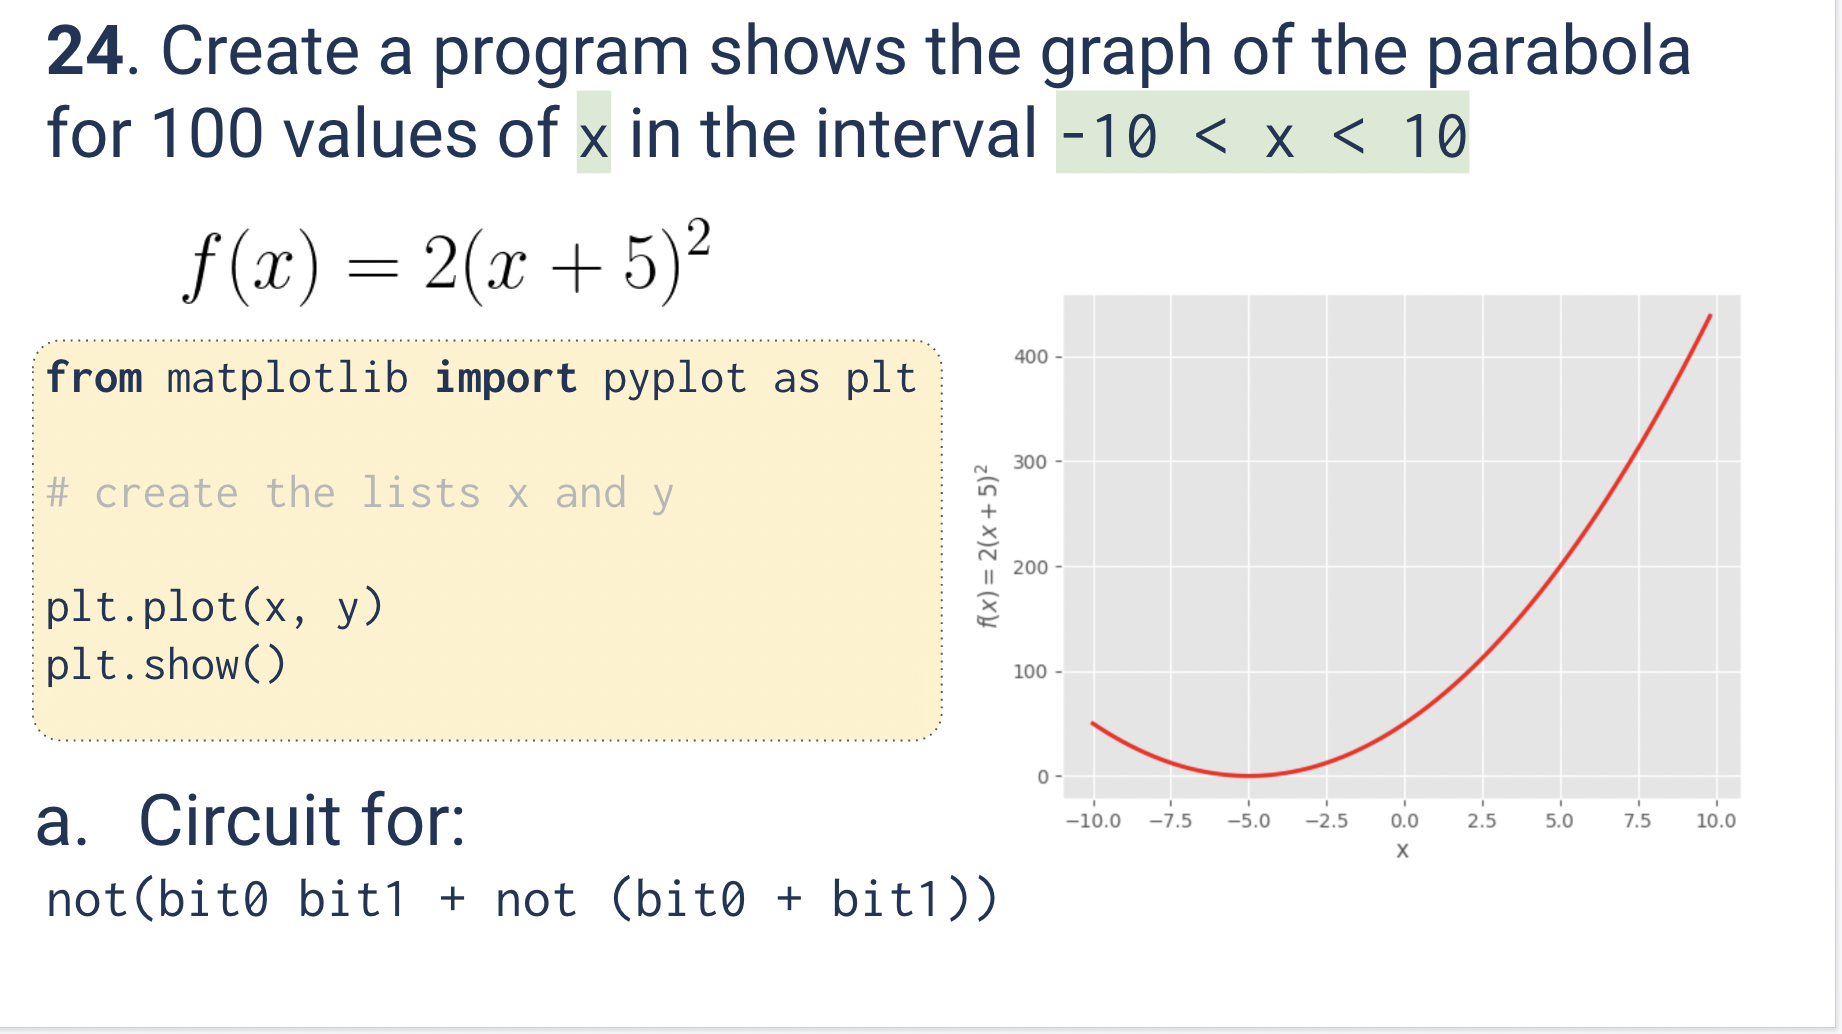 24. Create a program shows the graph of the parabola
for 100 values of x in the interval -10 < x < 10
f(x) = 2(x + 5)²
from matplotlib import pyplot as plt
# create the lists x and y
plt.plot(x, y)
plt.show()
a. Circuit for:
not(bit0 bit1 + not (bit0 + bit1))
f(x) = 2(x + 5)²
400
300
200
100
0
−10.0 −7.5 −5.0 −2.5 0.0 2.5 5.0 7.5 10.0
x